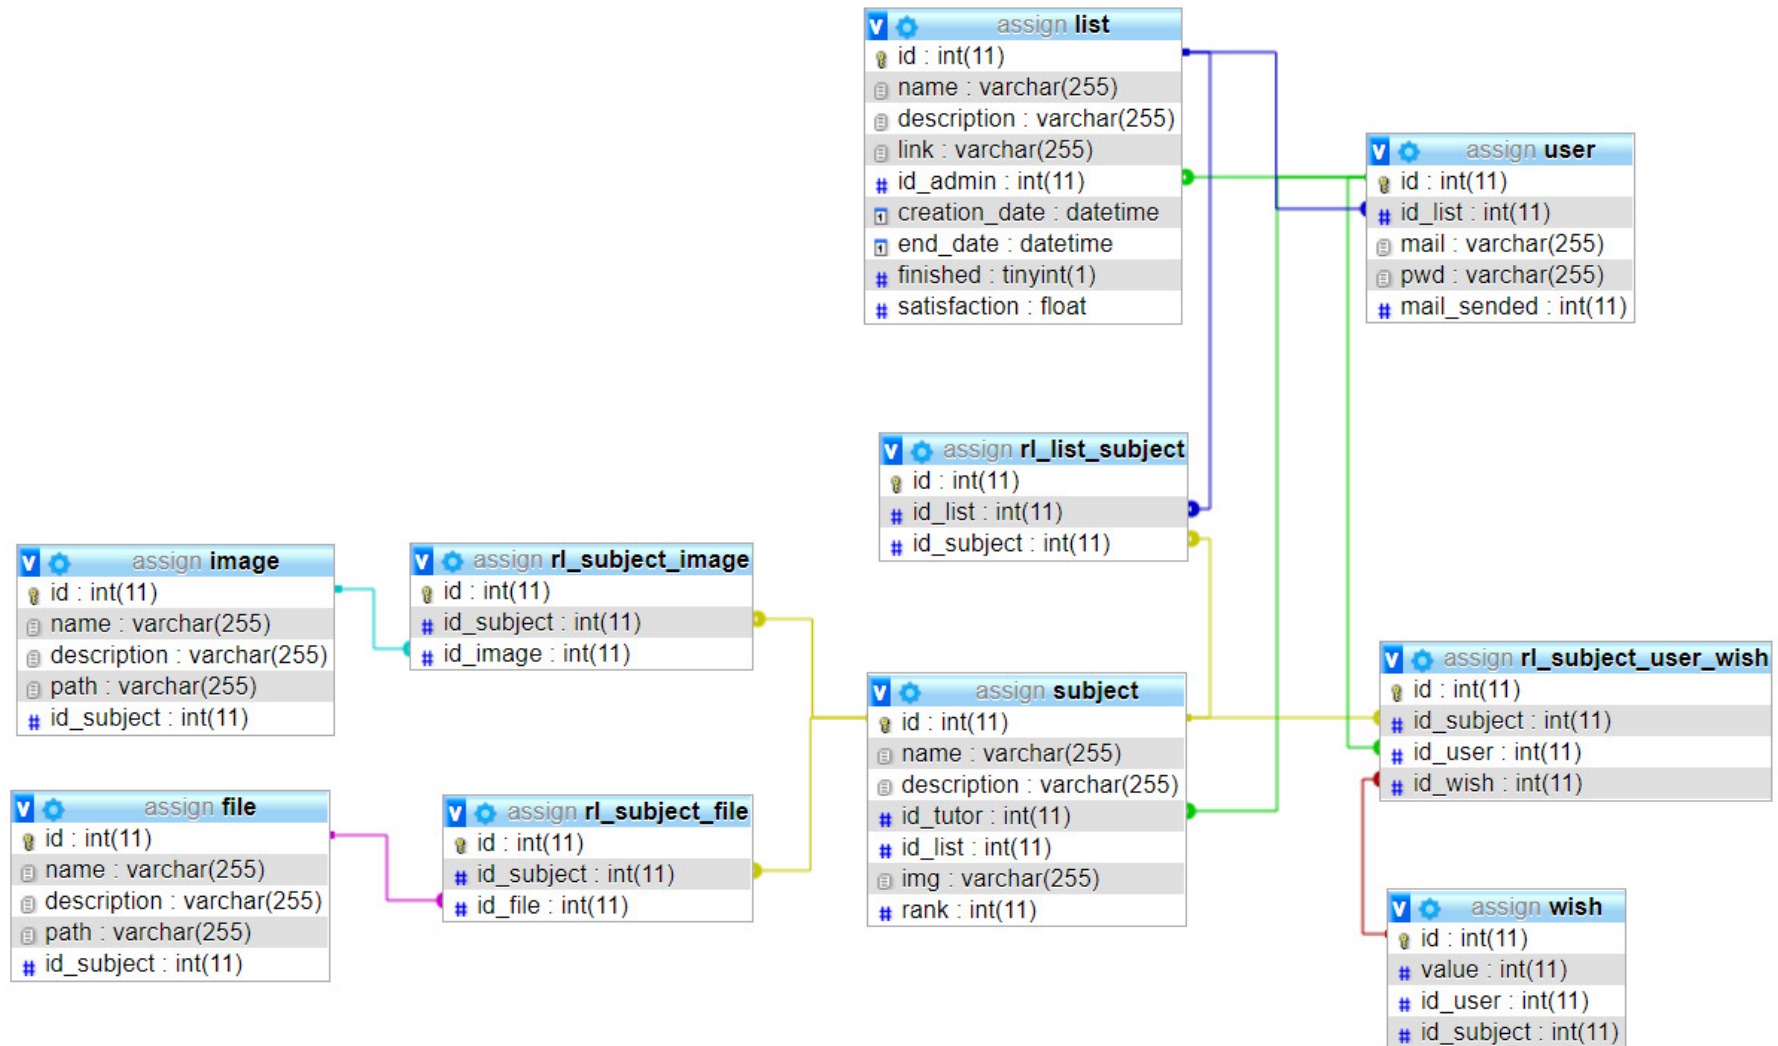 assign list
id : int(11)
name : varchar(255)
description : varchar(255)
link : varchar(255)
id_admin : int(11)
creation_date : datetime
end_date : datetime
finished : tinyint(1)
satisfaction : float
assign user
id : int(11)
id_list : int(11)
mail : varchar(255)
pwd : varchar(255)
mail_sended : int(11)
assign rl_list_subject
id : int(11)
id_list : int(11)
id_subject : int(11)
assign image
id : int(11)
name : varchar(255)
description : varchar(255)
path : varchar(255)
id_subject : int(11)
assign rl_subject_image
id : int(11)
id_subject : int(11)
id_image : int(11)
assign subject
id : int(11)
name : varchar(255)
description : varchar(255)
id_tutor : int(11)
id_list : int(11)
img : varchar(255)
rank : int(11)
assign rl_subject_user_wish
id : int(11)
id_subject : int(11)
id_user : int(11)
id_wish : int(11)
assign file
id : int(11)
name : varchar(255)
description : varchar(255)
path : varchar(255)
id_subject : int(11)
assign rl_subject_file
id : int(11)
id_subject : int(11)
id_file : int(11)
assign wish
id : int(11)
value : int(11)
id_user : int(11)
id_subject : int(11)